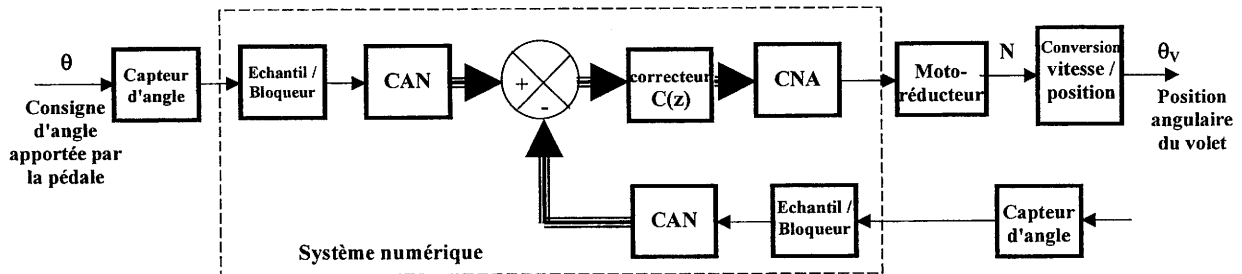 θ
Consigne
d'angle
apportée par
la pédale
Capteur
d'angle
Echantil /
Bloqueur
CAN
+
-
correcteur
C(z)
CNA
Moto-
réducteur
N
Conversion
vitesse /
position
θV
Position
angulaire
du volet
CAN
Echantil /
Bloqueur
Capteur
d'angle
Système numérique